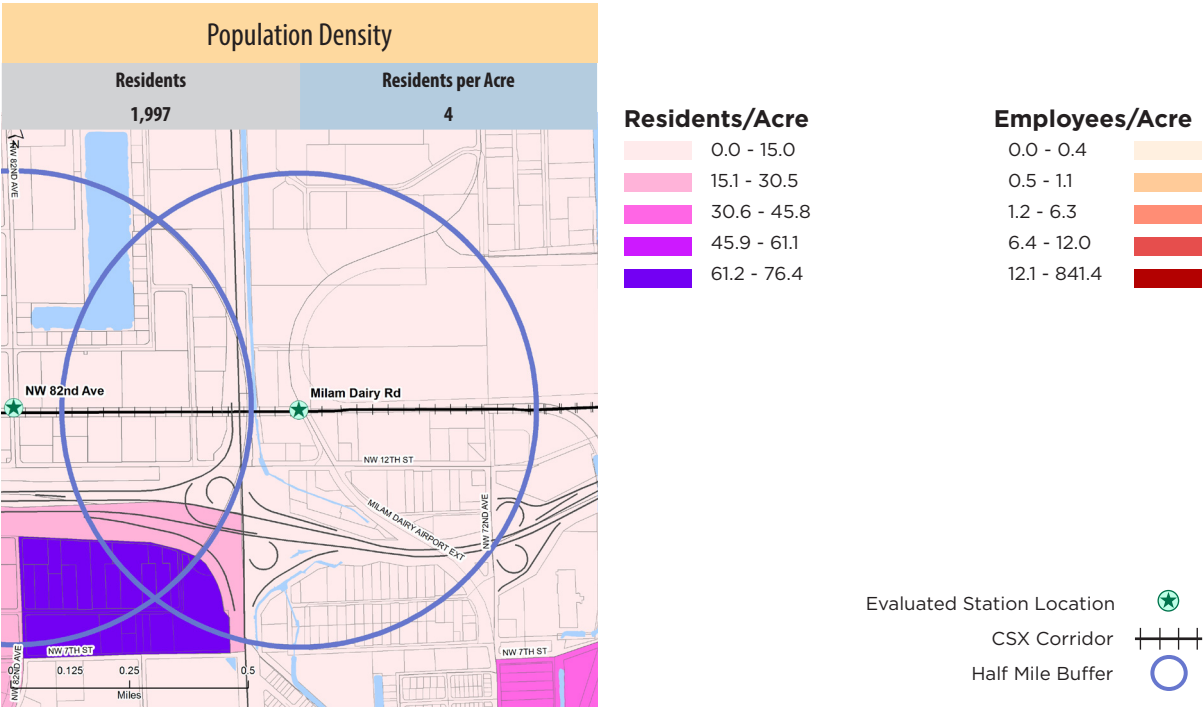 Population Density
Residents
Residents per Acre
1,997
4
NW 82ND AVE
NW 82nd Ave
Milam Dairy Rd
NW 12TH ST
MILAM DAIRY AIRPORT EXT
NW 72ND AVE
NW 7TH ST
NW 7TH ST
NW 82ND AVE
0
0.125
0.25
0.5
Miles
Residents/Acre
0.0 - 15.0
15.1 - 30.5
30.6 - 45.8
45.9 - 61.1
61.2 - 76.4
Employees/Acre
0.0 - 0.4
0.5 - 1.1
1.2 - 6.3
6.4 - 12.0
12.1 - 841.4
Evaluated Station Location
CSX Corridor
Half Mile Buffer